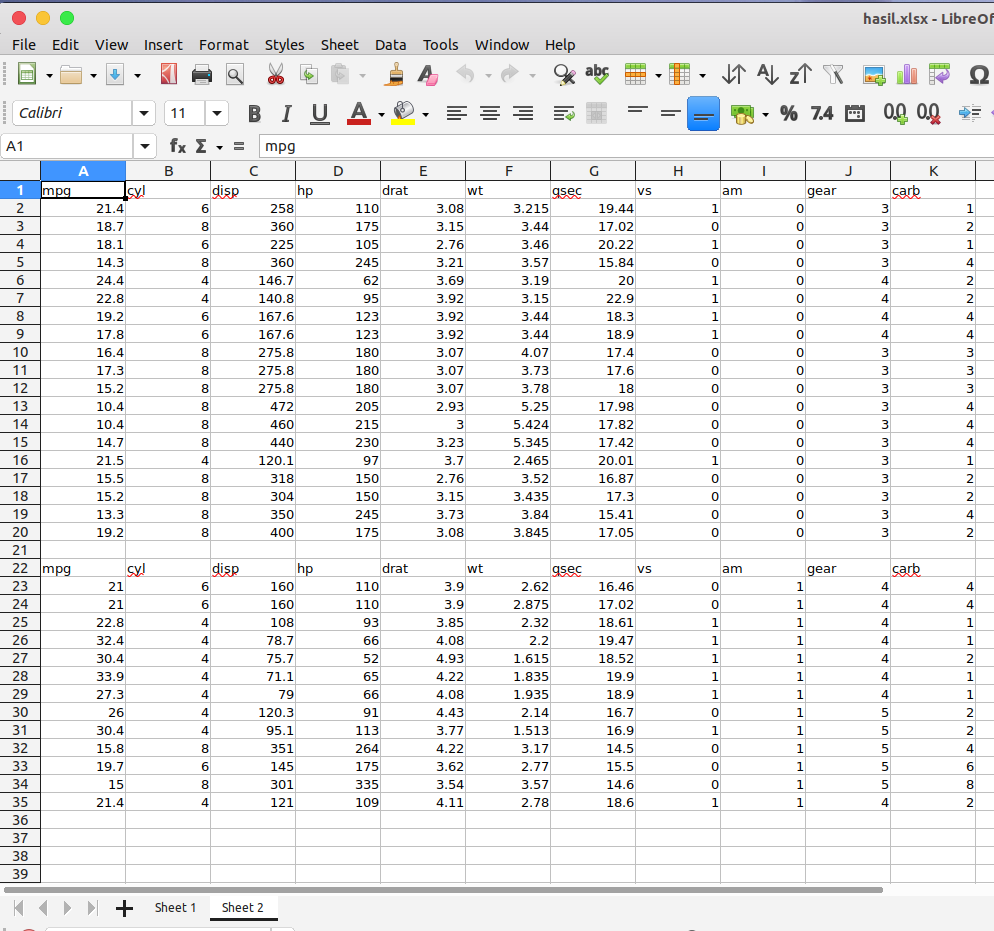 hasil.xlsx - LibreOf
File Edit View Insert Format Styles Sheet Data Tools Window Help
abc Ω
Calibri 11 B I U A % 7.4 0.0 0.0
A1 fx Σ = mpg
A B C D E F G H I J K
1 mpg cyl disp hp drat wt qsec vs am gear carb
2 21.4 6 258 110 3.08 3.215 19.44 1 0 3 1
3 18.7 8 360 175 3.15 3.44 17.02 0 0 3 2
4 18.1 6 225 105 2.76 3.46 20.22 1 0 3 1
5 14.3 8 360 245 3.21 3.57 15.84 0 0 3 4
6 24.4 4 146.7 62 3.69 3.19 20 1 0 4 2
7 22.8 4 140.8 95 3.92 3.15 22.9 1 0 4 2
8 19.2 6 167.6 123 3.92 3.44 18.3 1 0 4 4
9 17.8 6 167.6 123 3.92 3.44 18.9 1 0 4 4
10 16.4 8 275.8 180 3.07 4.07 17.4 0 0 3 3
11 17.3 8 275.8 180 3.07 3.73 17.6 0 0 3 3
12 15.2 8 275.8 180 3.07 3.78 18 0 0 3 3
13 10.4 8 472 205 2.93 5.25 17.98 0 0 3 4
14 10.4 8 460 215 3 5.424 17.82 0 0 3 4
15 14.7 8 440 230 3.23 5.345 17.42 0 0 3 4
16 21.5 4 120.1 97 3.7 2.465 20.01 1 0 3 1
17 15.5 8 318 150 2.76 3.52 16.87 0 0 3 2
18 15.2 8 304 150 3.15 3.435 17.3 0 0 3 2
19 13.3 8 350 245 3.73 3.84 15.41 0 0 3 4
20 19.2 8 400 175 3.08 3.845 17.05 0 0 3 2
21
22 mpg cyl disp hp drat wt qsec vs am gear carb
23 21 6 160 110 3.9 2.62 16.46 0 1 4 4
24 21 6 160 110 3.9 2.875 17.02 0 1 4 4
25 22.8 4 108 93 3.85 2.32 18.61 1 1 4 1
26 32.4 4 78.7 66 4.08 2.2 19.47 1 1 4 1
27 30.4 4 75.7 52 4.93 1.615 18.52 1 1 4 2
28 33.9 4 71.1 65 4.22 1.835 19.9 1 1 4 1
29 27.3 4 79 66 4.08 1.935 18.9 1 1 4 1
30 26 4 120.3 91 4.43 2.14 16.7 0 1 5 2
31 30.4 4 95.1 113 3.77 1.513 16.9 1 1 5 2
32 15.8 8 351 264 4.22 3.17 14.5 0 1 5 4
33 19.7 6 145 175 3.62 2.77 15.5 0 1 5 6
34 15 8 301 335 3.54 3.57 14.6 0 1 5 8
35 21.4 4 121 109 4.11 2.78 18.6 1 1 4 2
36
37
38
39
Sheet 1 Sheet 2